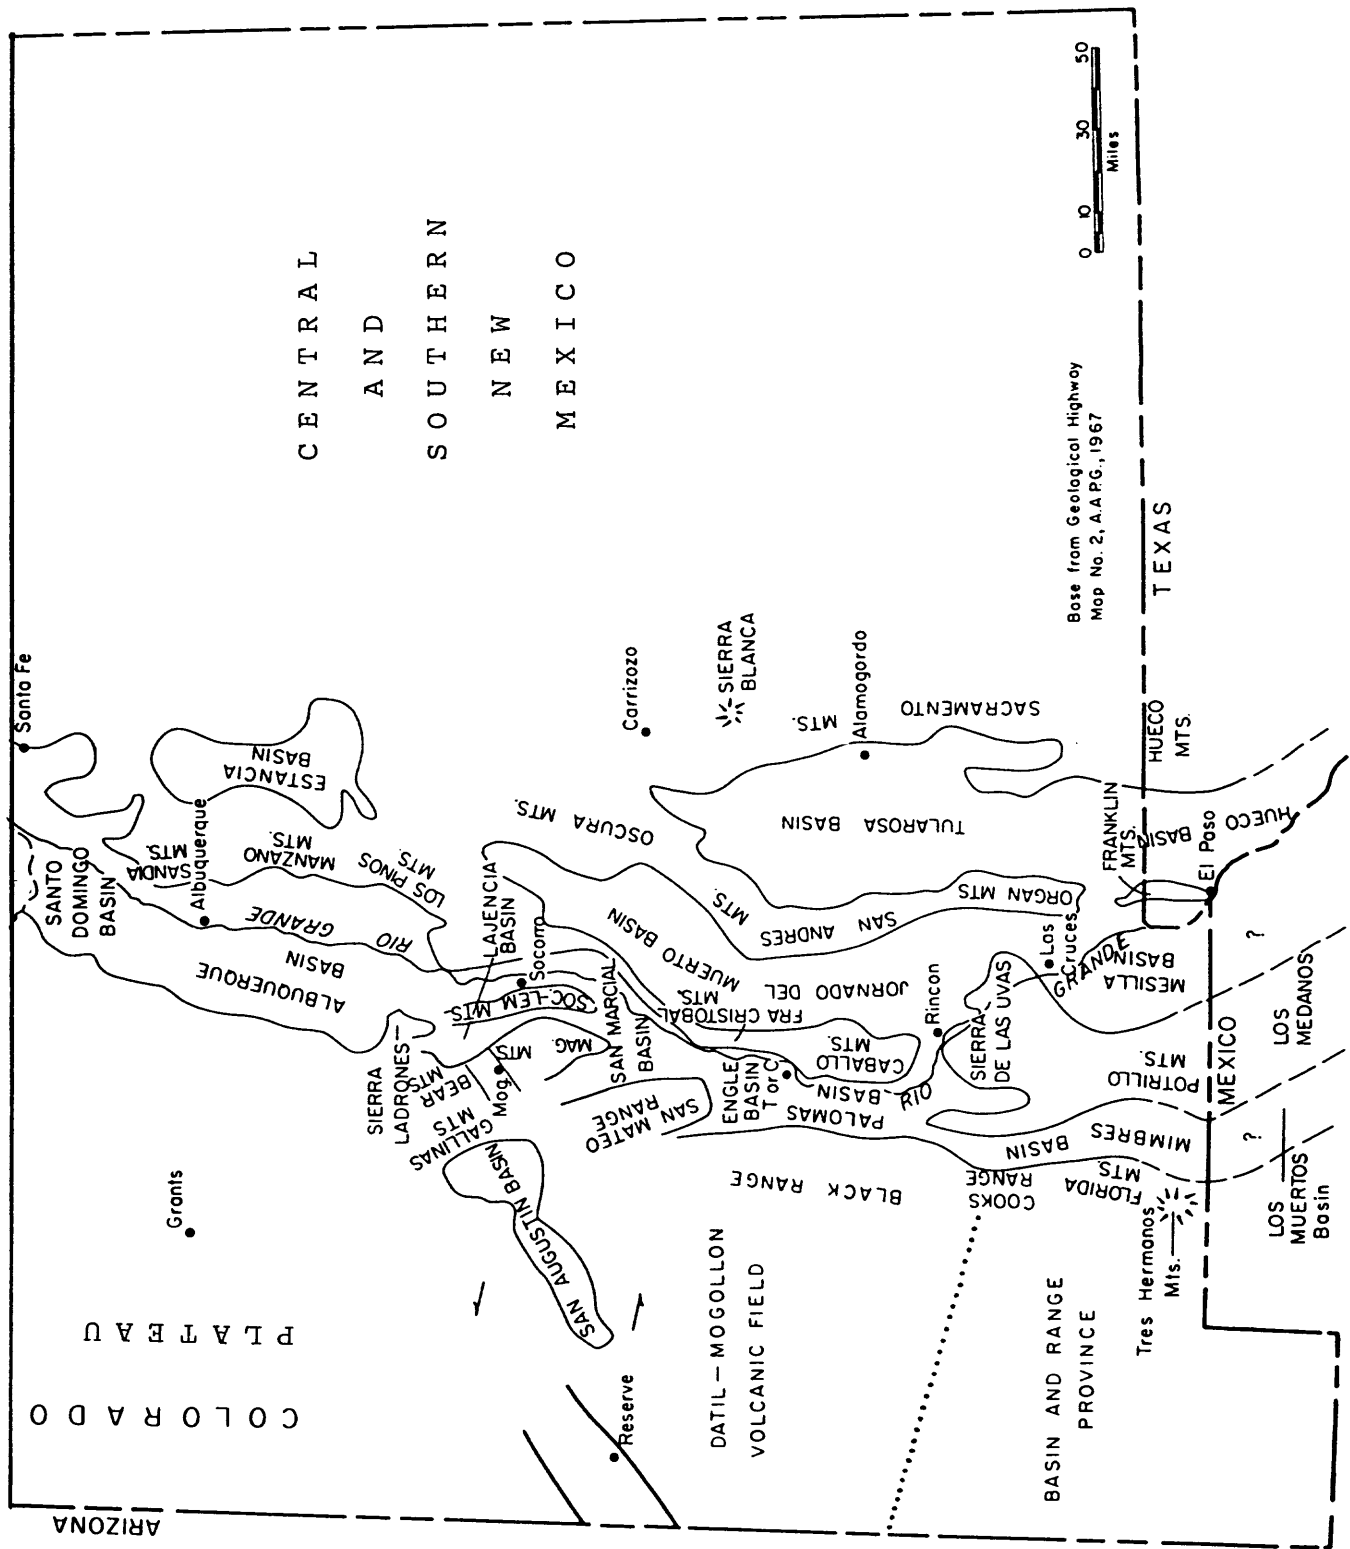 CENTRAL
AND
SOUTHERN
NEW
MEXICO
ARIZONIA
COLORADO
PLATEAU
Grants
Santa Fe
SANTO
DOMINGO
BASIN
SANDIA
MTS.
Albuquerque
ESTANCIA
BASIN
MANZANO
MTS.
LOS PINOS
MTS.
ALBUQUERQUE
BASIN
RIO GRANDE
SIERRA
LADRONES
LAJENCIA
BASIN
Socorro
SOC-LEM
MTS.
BEAR
MTS
GALLINAS
MTS
Mag.
MAG.
MTS.
SAN AUGUSTIN BASIN
SAN MARCIAL
BASIN
SAN MATEO
RANGE
Reserve
DATIL-MOGOLLON
VOLCANIC FIELD
BLACK RANGE
ENGLE
BASIN
T or C
FRA CRISTOBAL
MTS.
JORNADO DEL
MUERTO BASIN
OSCURA MTS
Carrizozo
SIERRA
BLANCA
SAN ANDRES
MTS.
TULAROSA BASIN
Alamogordo
SACRAMENTO
MTS.
CABALLO
MTS.
PALOMAS
BASIN
RIO
Rincon
SIERRA
DE LAS UVAS
ORGAN MTS
Las
Cruces
GRANDE
COOKS
RANGE
BASIN AND RANGE
PROVINCE
FLORIDA
MTS
MIMBRES
BASIN
POTRILLO
MTS.
MESILLA
BASIN
FRANKLIN
MTS.
HUECO
MTS.
HUECO
BASIN
El Paso
Tres Hermanos
Mts.
MEXICO
TEXAS
LOS
MUERTOS
Basin
?
LOS
MEDANOS
?
Base from Geological Highway
Map No. 2, A.A.P.G., 1967
0 10 30 50
Miles